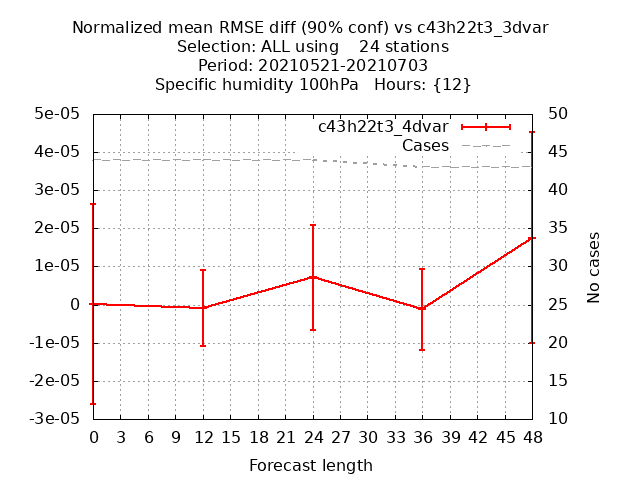 Normalized mean RMSE diff (90% conf) vs c43h22t3_3dvar
Selection: ALL using    24 stations
Period: 20210521-20210703
Specific humidity 100hPa   Hours: {12}
5e-05
4e-05
3e-05
2e-05
1e-05
0
-1e-05
-2e-05
-3e-05
c43h22t3_4dvar
Cases
50
45
40
35
30
25
20
15
10
No cases
0 3 6 9 12 15 18 21 24 27 30 33 36 39 42 45 48
Forecast length